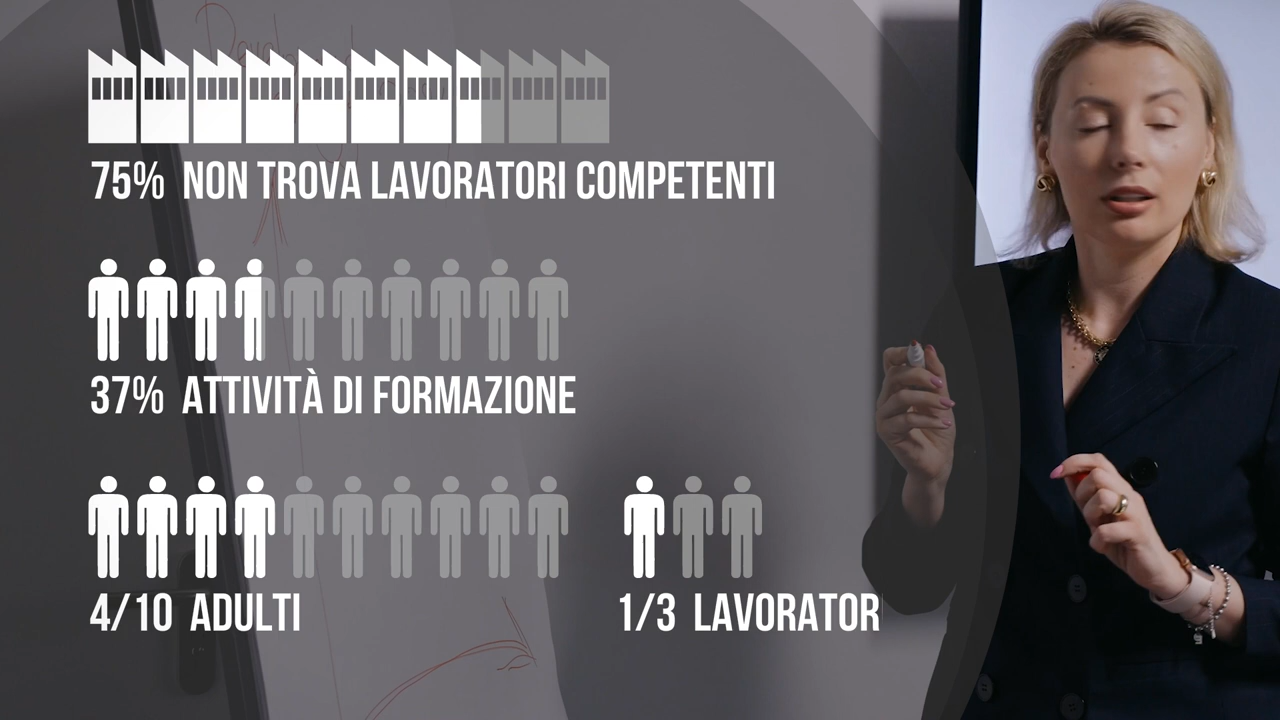 75% NON TROVA LAVORATORI COMPETENTI
37% ATTIVITÀ DI FORMAZIONE
4/10 ADULTI
1/3 LAVORATOR